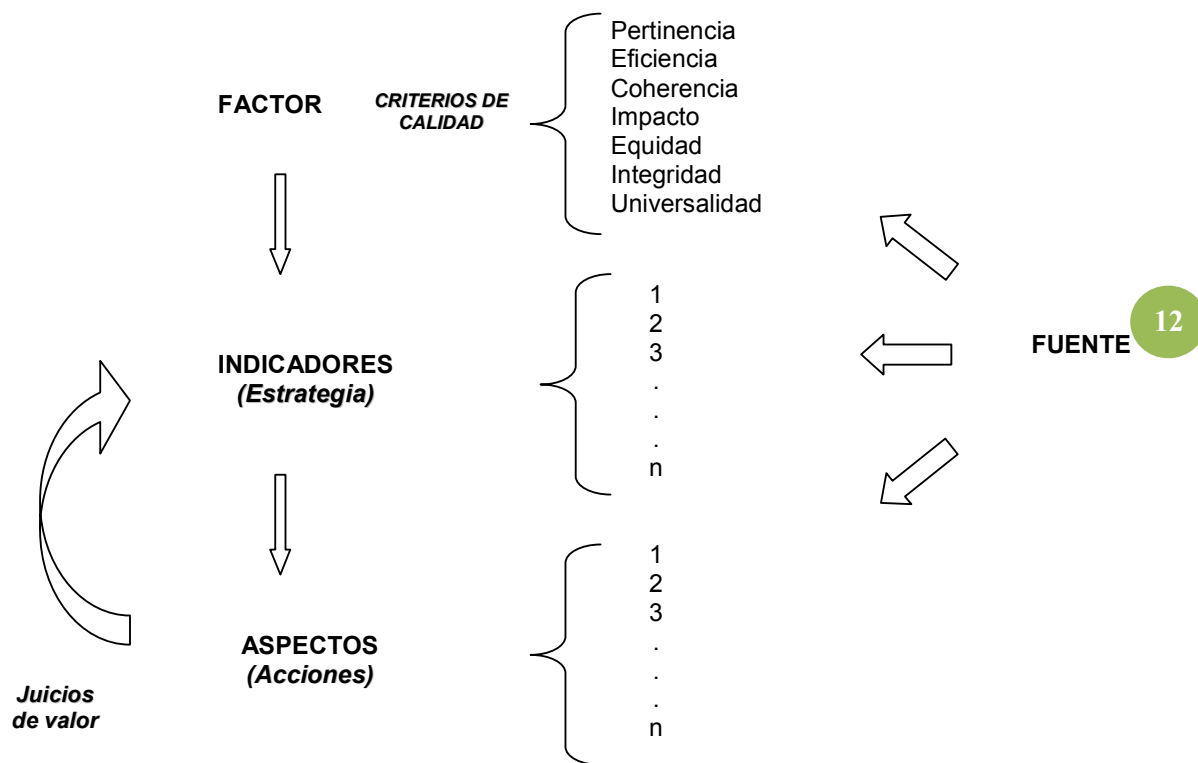 FACTOR
CRITERIOS DE
CALIDAD
Pertinencia
Eficiencia
Coherencia
Impacto
Equidad
Integridad
Universalidad
INDICADORES
(Estrategia)
1
2
3
.
.
.
n
FUENTE
12
ASPECTOS
(Acciones)
1
2
3
.
.
.
n
Juicios
de valor